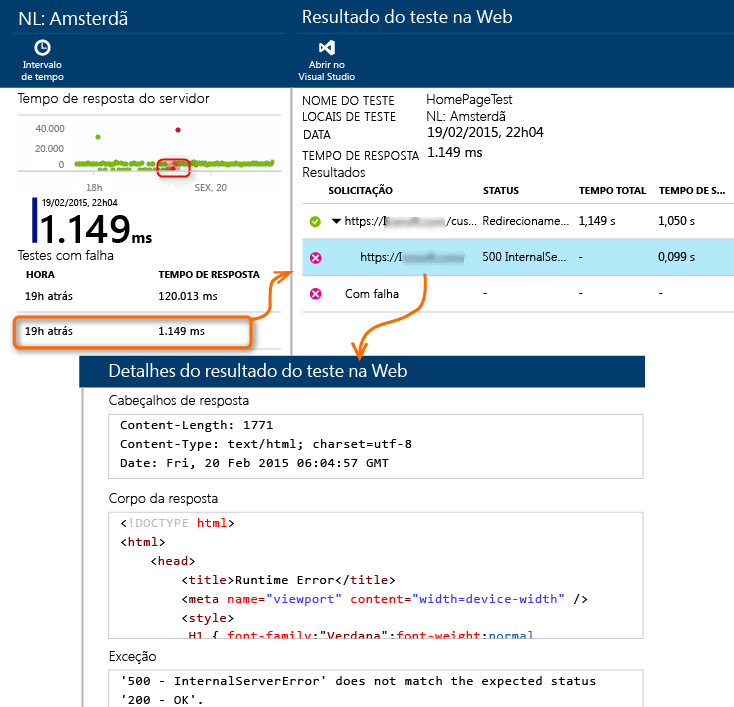 NL: Amsterdã
Intervalo
de tempo
Tempo de resposta do servidor
40.000
20.000
0
18h
SEX, 20
19/02/2015, 22h04
1.149 ms
Testes com falha
HORA TEMPO DE RESPOSTA
19h atrás 120.013 ms
19h atrás 1.149 ms
Resultado do teste na Web
Abrir no
Visual Studio
NOME DO TESTE HomePageTest
LOCAIS DE TESTE NL: Amsterdã
DATA 19/02/2015, 22h04
TEMPO DE RESPOSTA 1.149 ms
Resultados
SOLICITAÇÃO STATUS TEMPO TOTAL TEMPO DE S...
https:// /cus... Redirecioname... 1,149 s 1,050 s
https:// 500 InternalSe... - 0,099 s
Com falha - - -
Detalhes do resultado do teste na Web
Cabeçalhos de resposta
Content-Length: 1771
Content-Type: text/html; charset=utf-8
Date: Fri, 20 Feb 2015 06:04:57 GMT
Corpo da resposta
<!DOCTYPE html>
<html>
<head>
<title>Runtime Error</title>
<meta name="viewport" content="width=device-width" />
<style>
H1 { font-family:"Verdana";font-weight:normal
Exceção
'500 - InternalServerError' does not match the expected status
'200 - OK'.